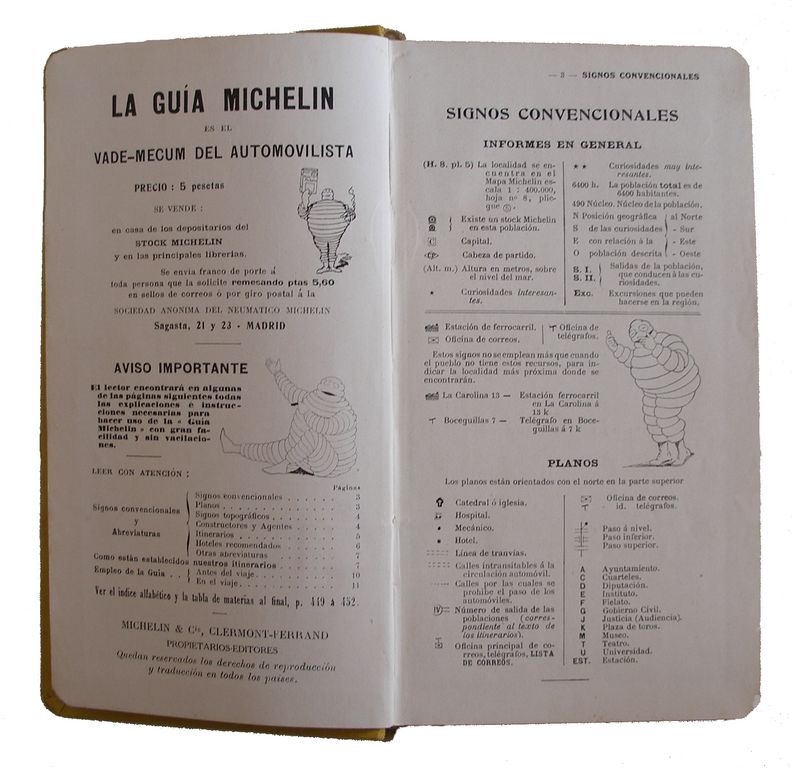 LA GUÍA MICHELIN
ES EL
VADE-MECUM DEL AUTOMOVILISTA
PRECIO : 5 pesetas
SE VENDE :
en casa de los depositarios del
STOCK MICHELIN
y en las principales librerias.
Se envia franco de porte á
toda persona que la solicite remecando ptas 5,60
en sellos de correos ó por giro postal á la
SOCIEDAD ANONIMA DEL NEUMATICO MICHELIN
Sagasta, 21 y 23 - MADRID
AVISO IMPORTANTE
El lector encontrará en algunas
de las páginas siguientes todas
las explicaciones é instruc-
ciones necesarias para
hacer uso de la « Guia
Michelin » con gran fa-
cilidad y sin vacilacio-
nes.
LEER CON ATENCIÓN :
Páginas
Signos convencionales
y
Abreviaturas
Signos convencionales . . . . . . 3
Planos . . . . . . . . . . . . . 3
Signos topográficos . . . . . . . 4
Constructores y Agentes . . . . . 4
Itinerarios . . . . . . . . . . . 5
Hoteles recomendados . . . . . . 6
Otras abreviaturas . . . . . . . 7
Como están establecidos nuestros itinerarios . . . . 7
Empleo de la Guia . .
Antes del viaje. . . . . . . . . 10
En el viaje. . . . . . . . . . . 11
Ver el indice alfabético y la tabla de materias al final, p. 449 á 452.
MICHELIN & Cie, CLERMONT-FERRAND
PROPIETARIOS-EDITORES
Quedan reservados los derechos de reproducción
y traducción en todos los paises.
— 3 — SIGNOS CONVENCIONALES
SIGNOS CONVENCIONALES
INFORMES EN GENERAL
(H. 8. pl. 5) La localidad se en-
cuentra en el
Mapa Michelin es-
cala 1 : 400.000,
hoja nº 8, plie-
gue 5.
Existe un stock Michelin
en esta población.
Capital.
Cabeza de partido.
(Alt. m.) Altura en metros, sobre
el nivel del mar.
* Curiosidades interesan-
tes.
** Curiosidades muy inte-
resantes.
6400 h. La población total es de
6400 habitantes.
490 Núcleo. Núcleo de la población.
N Posición geográfica al Norte
S de las curiosidades - Sur
E con relación á la - Este
O población descrita - Oeste
S. I. Salidas de la población,
S. II. que conducen á las cu-
riosidades.
Exc. Excursiones que pueden
hacerse en la región.
Estación de ferrocarril.
Oficina de correos.
Oficina de
telégrafos.
Estos signos no se emplean más que cuando
el pueblo no tiene estos recursos, para in-
dicar la localidad más próxima donde se
encontrarán.
La Carolina 13 — Estación ferrocarril
en La Carolina á
13 k
Boceguillas 7 — Telégrafo en Boce-
guillas á 7 k
PLANOS
Los planos están orientados con el norte en la parte superior
Catedral ó iglesia.
Hospital.
Mecánico.
Hotel.
Línea de tranvías.
Calles intransitables á la
circulación automóvil.
Calles por las cuales se
prohibe el paso de los
automóviles.
IV Número de salida de las
poblaciones (corres-
pondiente al texto de
los itinerarios).
Oficina principal de co-
rreos, telégrafos, LISTA
DE CORREOS.
Oficina de correos.
- id. telégrafos.
Paso á nivel.
Paso inferior.
Paso superior.
A Ayuntamiento.
C Cuarteles.
D Diputación.
E Instituto.
F Fielato.
G Gobierno Civil.
J Justicia (Audiencia).
K Plaza de toros.
M Museo.
T Teatro.
U Universidad.
EST. Estación.